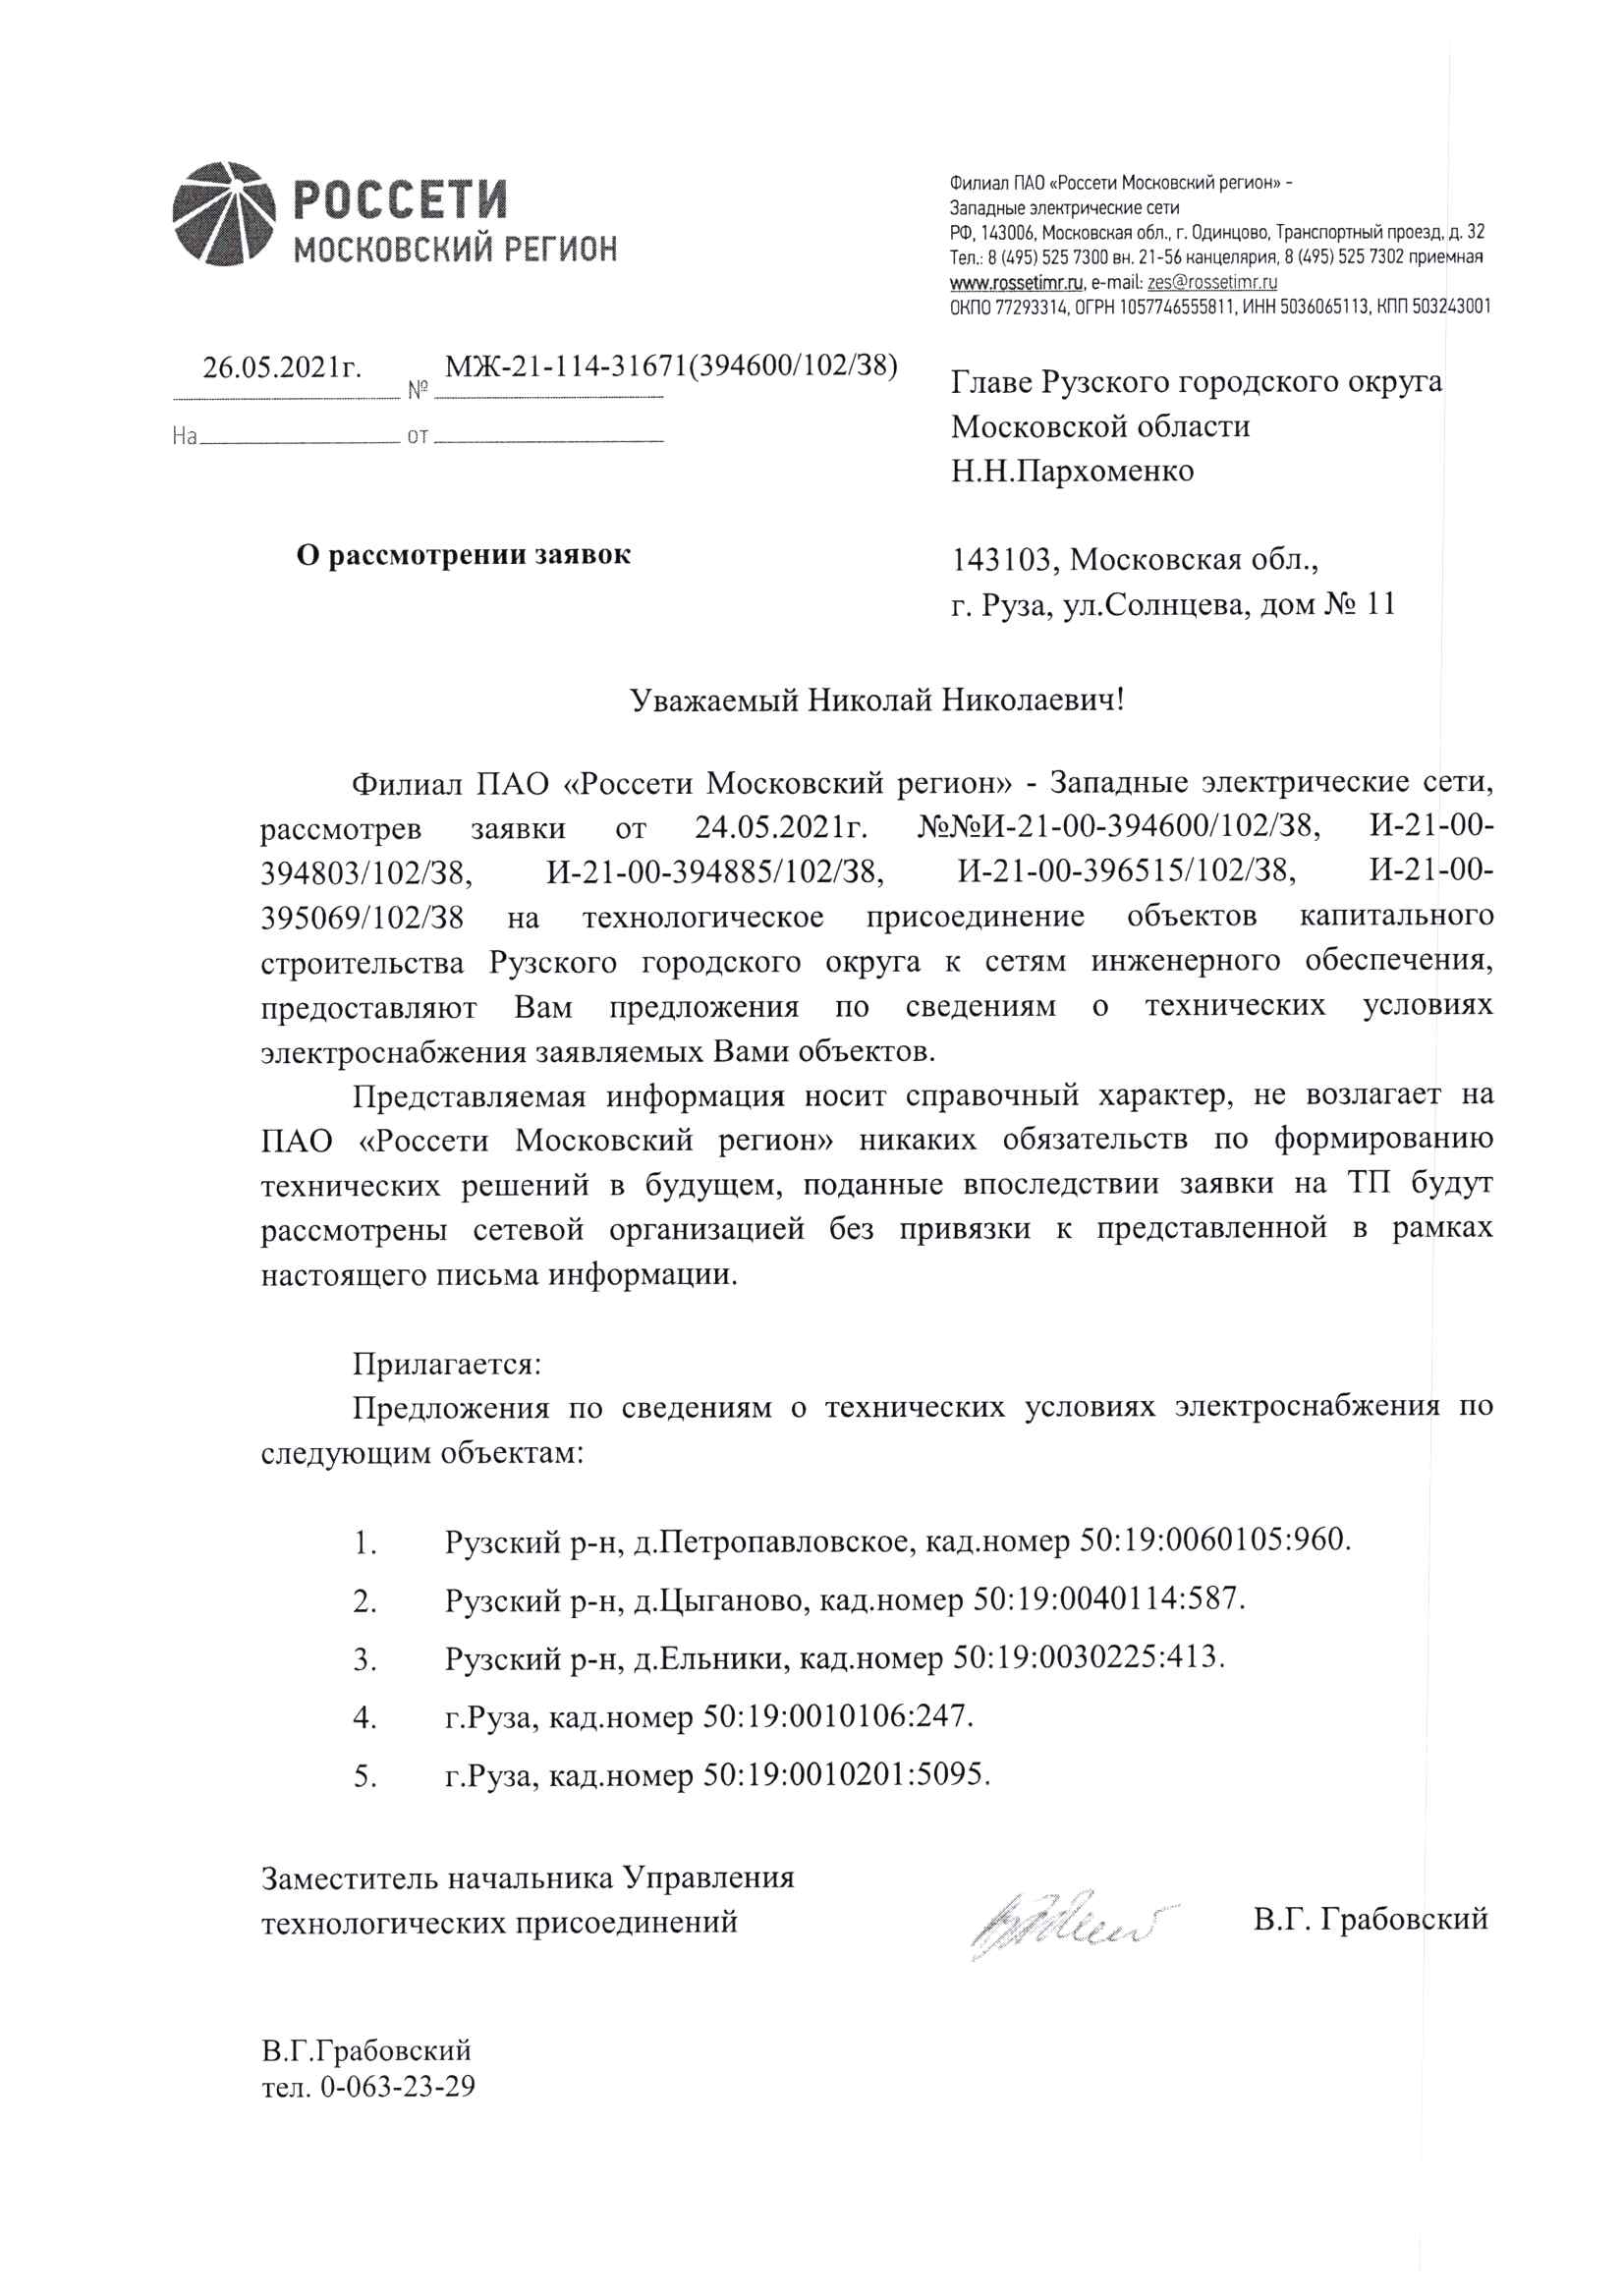 РОССЕТИ
МОСКОВСКИЙ РЕГИОН
Филиал ПАО «Россети Московский регион» -
Западные электрические сети
РФ, 143006, Московская обл., г. Одинцово, Транспортный проезд, д. 32
Тел.: 8 (495) 525 7300 вн. 21-56 канцелярия, 8 (495) 525 7302 приемная
www.rossetimr.ru, e-mail: zes@rossetimr.ru
ОКПО 77293314, ОГРН 1057746555811, ИНН 5036065113, КПП 503243001
26.05.2021г. № МЖ-21-114-31671(394600/102/38)
На от
Главе Рузского городского округа
Московской области
Н.Н.Пархоменко
О рассмотрении заявок
143103, Московская обл.,
г. Руза, ул.Солнцева, дом № 11
Уважаемый Николай Николаевич!
Филиал ПАО «Россети Московский регион» - Западные электрические сети,
рассмотрев заявки от 24.05.2021г. №№И-21-00-394600/102/38, И-21-00-
394803/102/38, И-21-00-394885/102/38, И-21-00-396515/102/38, И-21-00-
395069/102/38 на технологическое присоединение объектов капитального
строительства Рузского городского округа к сетям инженерного обеспечения,
предоставляют Вам предложения по сведениям о технических условиях
электроснабжения заявляемых Вами объектов.
Представляемая информация носит справочный характер, не возлагает на
ПАО «Россети Московский регион» никаких обязательств по формированию
технических решений в будущем, поданные впоследствии заявки на ТП будут
рассмотрены сетевой организацией без привязки к представленной в рамках
настоящего письма информации.
Прилагается:
Предложения по сведениям о технических условиях электроснабжения по
следующим объектам:
1. Рузский р-н, д.Петропавловское, кад.номер 50:19:0060105:960.
2. Рузский р-н, д.Цыганово, кад.номер 50:19:0040114:587.
3. Рузский р-н, д.Ельники, кад.номер 50:19:0030225:413.
4. г.Руза, кад.номер 50:19:0010106:247.
5. г.Руза, кад.номер 50:19:0010201:5095.
Заместитель начальника Управления
технологических присоединений
В.Г. Грабовский
В.Г.Грабовский
тел. 0-063-23-29